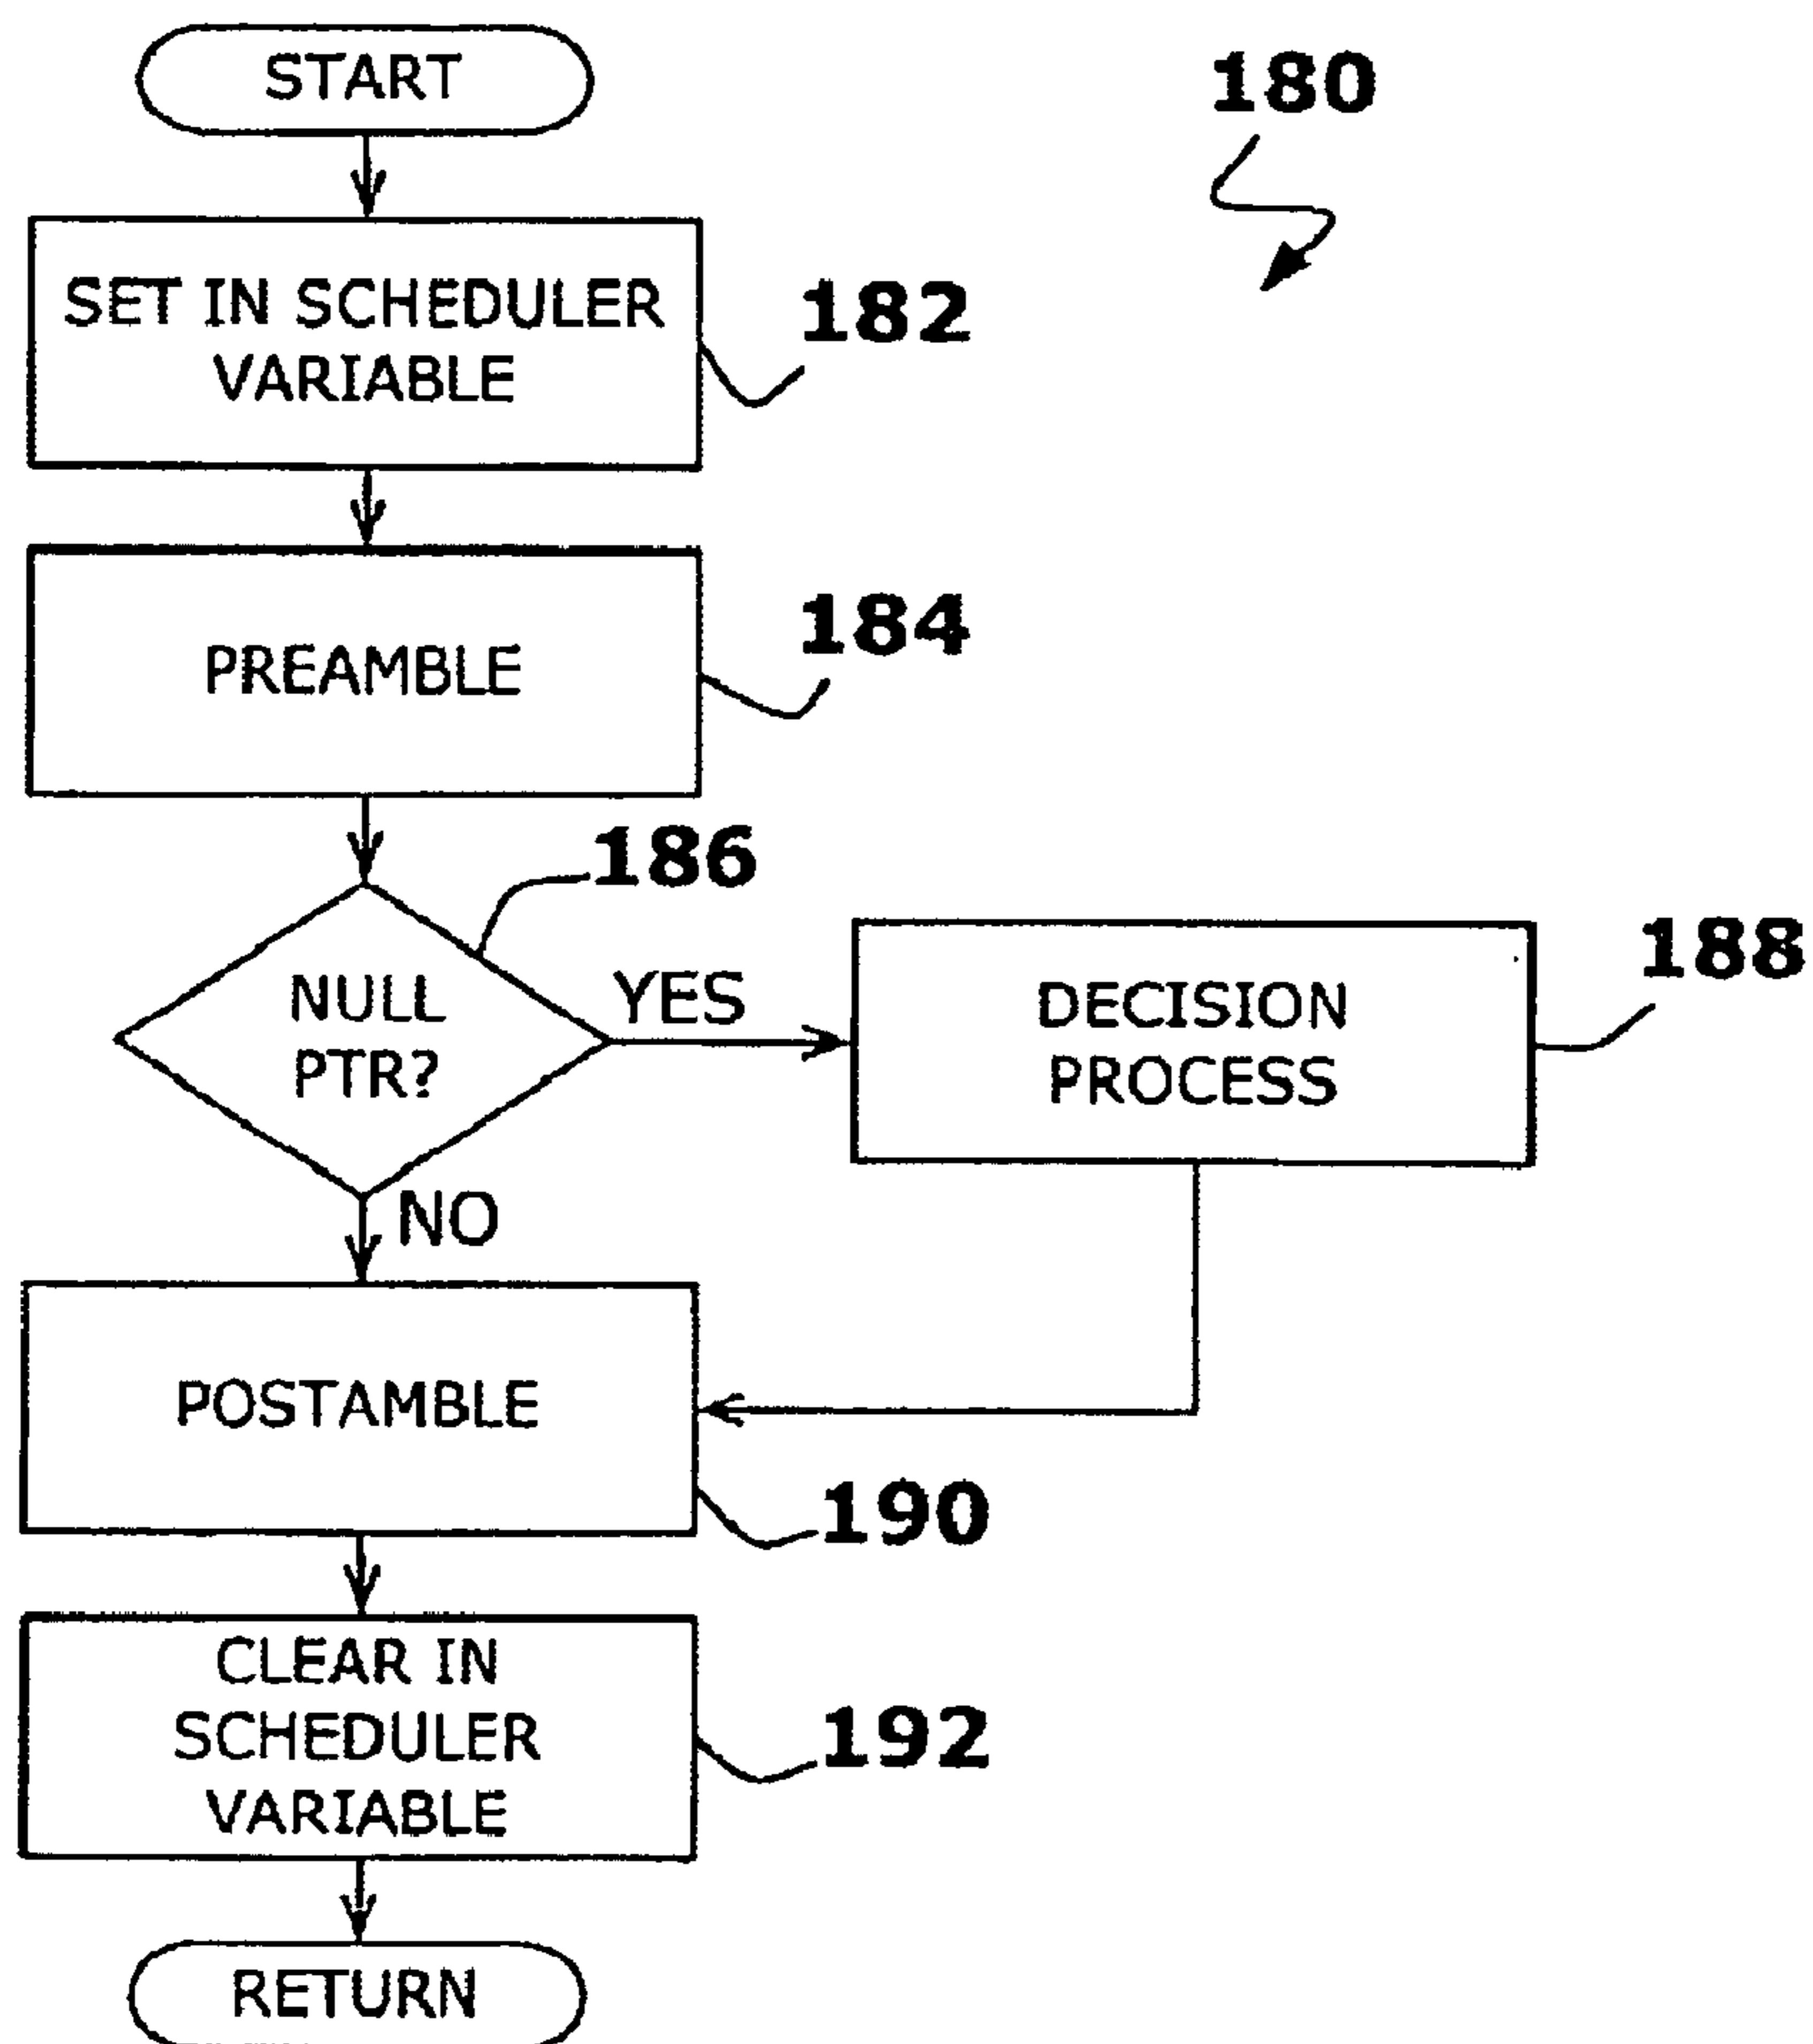 START
180
SET IN SCHEDULER
VARIABLE
182
PREAMBLE
184
186
NULL
PTR?
YES
DECISION
PROCESS
188
NO
POSTAMBLE
190
CLEAR IN
SCHEDULER
VARIABLE
192
RETURN